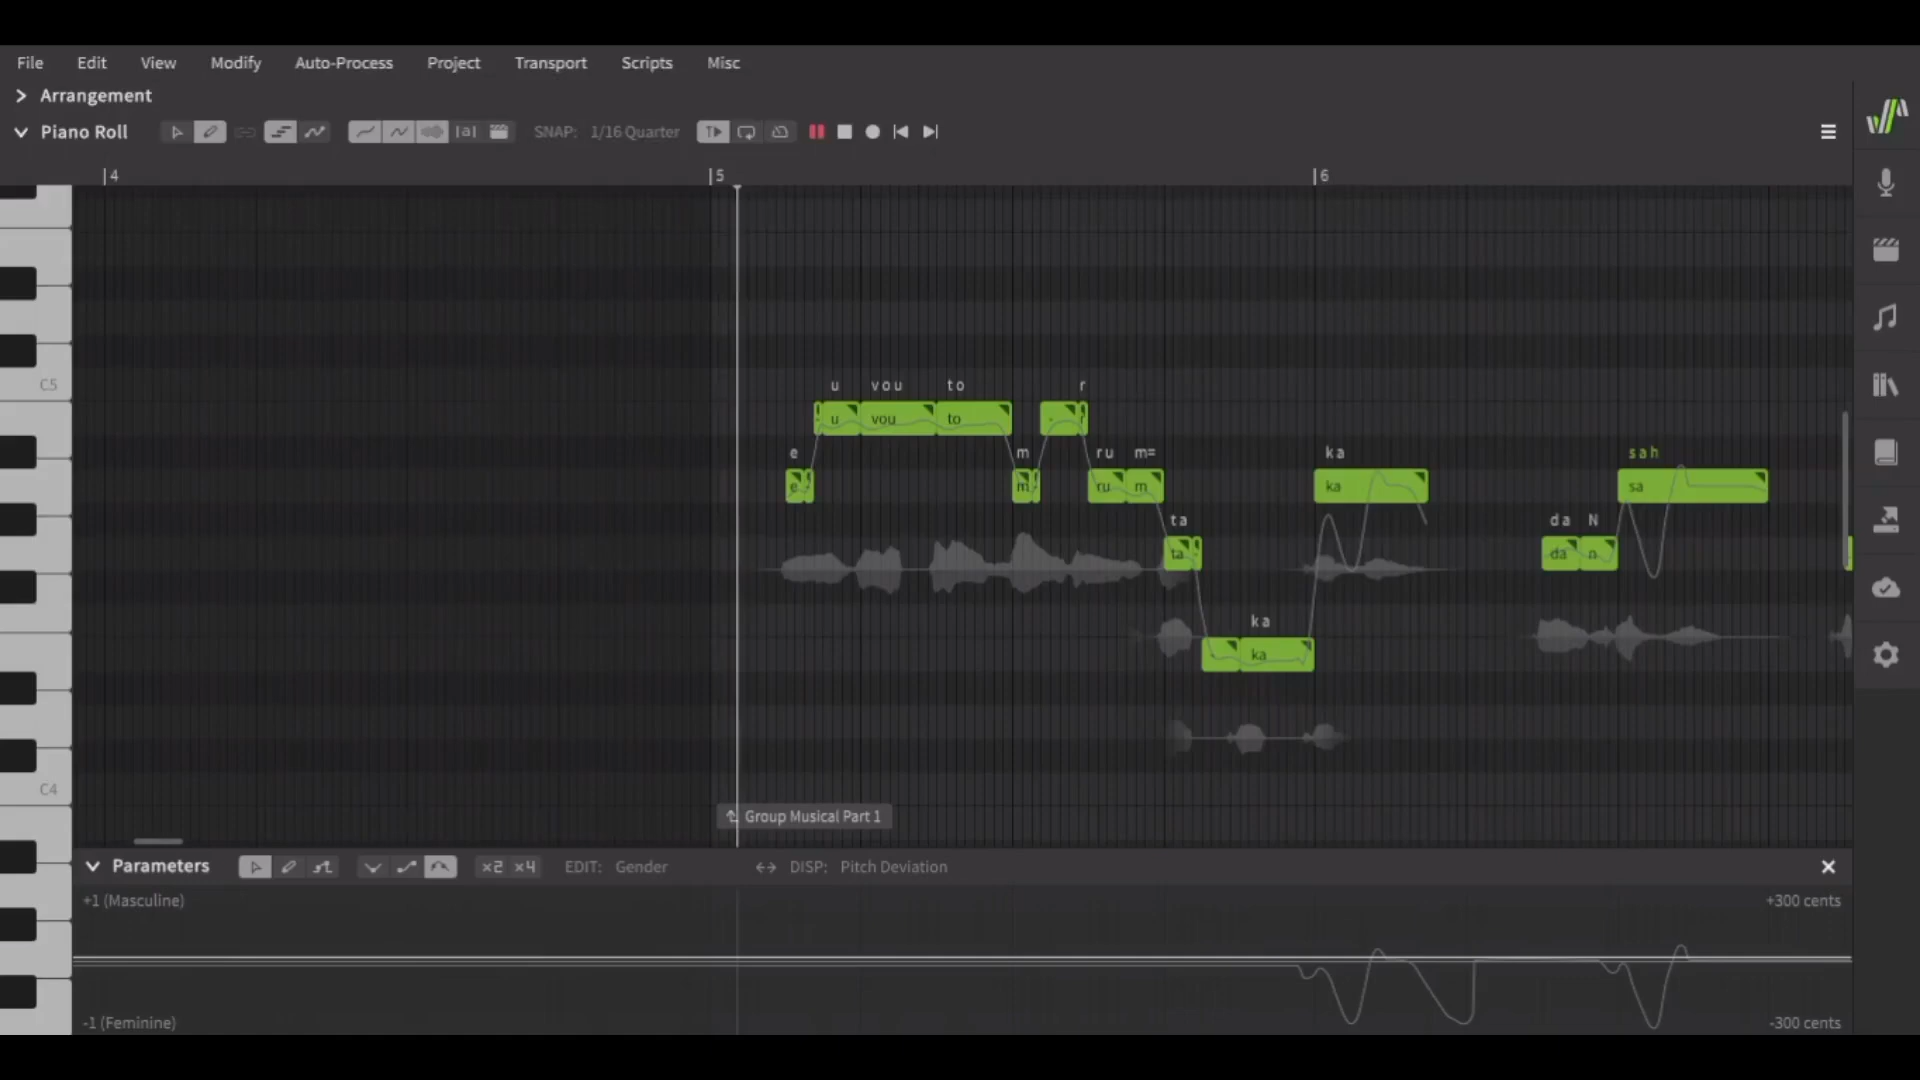 File Edit View Modify Auto-Process Project Transport Scripts Misc
Arrangement
Piano Roll SNAP: 1/16 Quarter
4 5 6
C5
u vou to r
u vou to r
e m ru m= ka sah
e m ru m ka sa
ta da N
ta da n
ka
ka
C4
Group Musical Part 1
Parameters x2 x4 EDIT: Gender DISP: Pitch Deviation
+1 (Masculine) +300 cents
-1 (Feminine) -300 cents